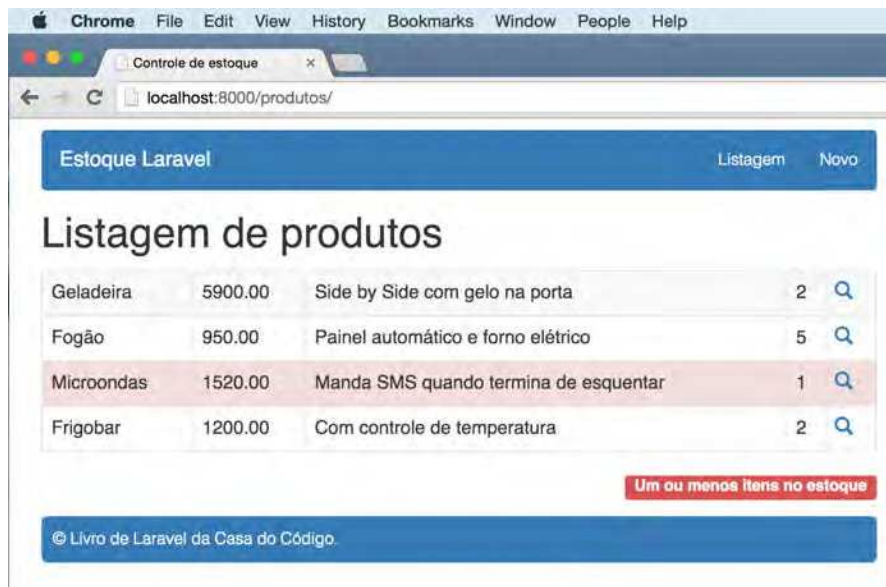 Chrome File Edit View History Bookmarks Window People Help
Controle de estoque ×
localhost:8000/produtos/
Estoque Laravel Listagem Novo
Listagem de produtos
Geladeira 5900.00 Side by Side com gelo na porta 2
Fogão 950.00 Painel automático e forno elétrico 5
Microondas 1520.00 Manda SMS quando termina de esquentar 1
Frigobar 1200.00 Com controle de temperatura 2
Um ou menos itens no estoque
© Livro de Laravel da Casa do Código.